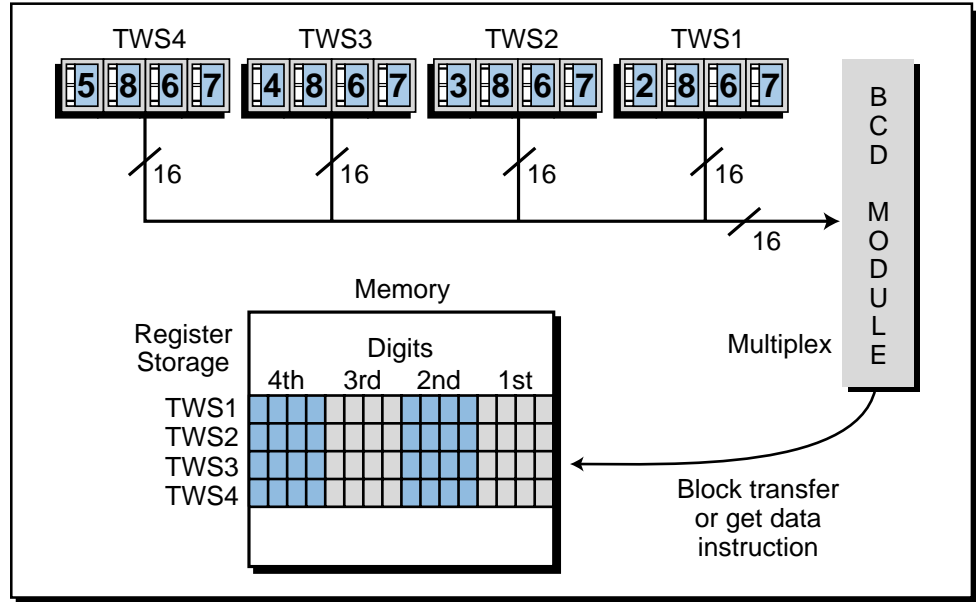 TWS4 TWS3 TWS2 TWS1
5 8 6 7 4 8 6 7 3 8 6 7 2 8 6 7
16 16 16 16
16
BCD MODULE
Memory
Register
Storage
Digits
4th 3rd 2nd 1st
TWS1
TWS2
TWS3
TWS4
Multiplex
Block transfer
or get data
instruction